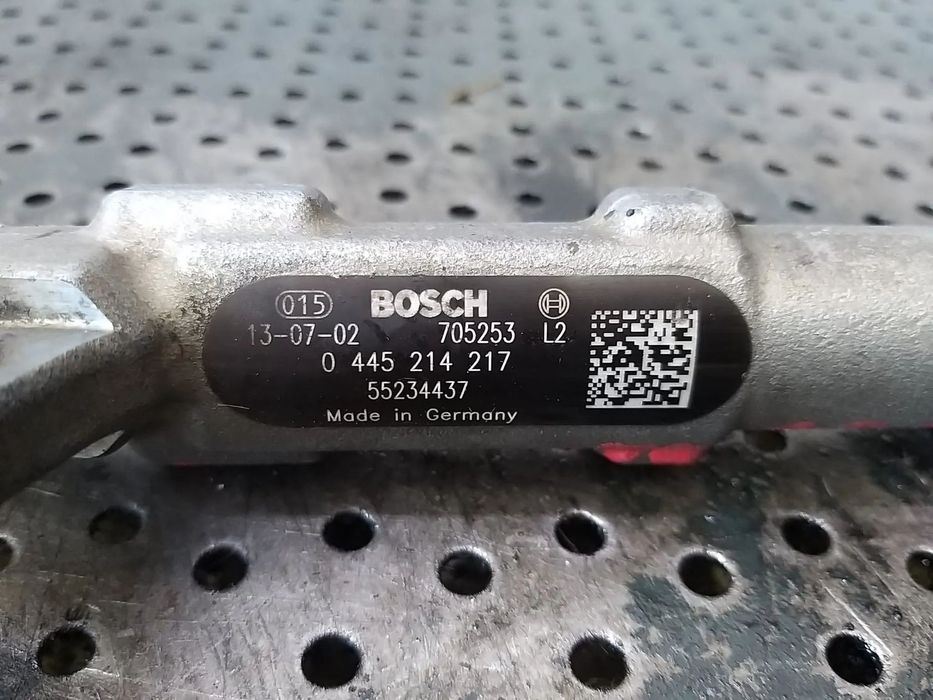 015 BOSCH
13-07-02 705253 L2
0 445 214 217
55234437
Made in Germany